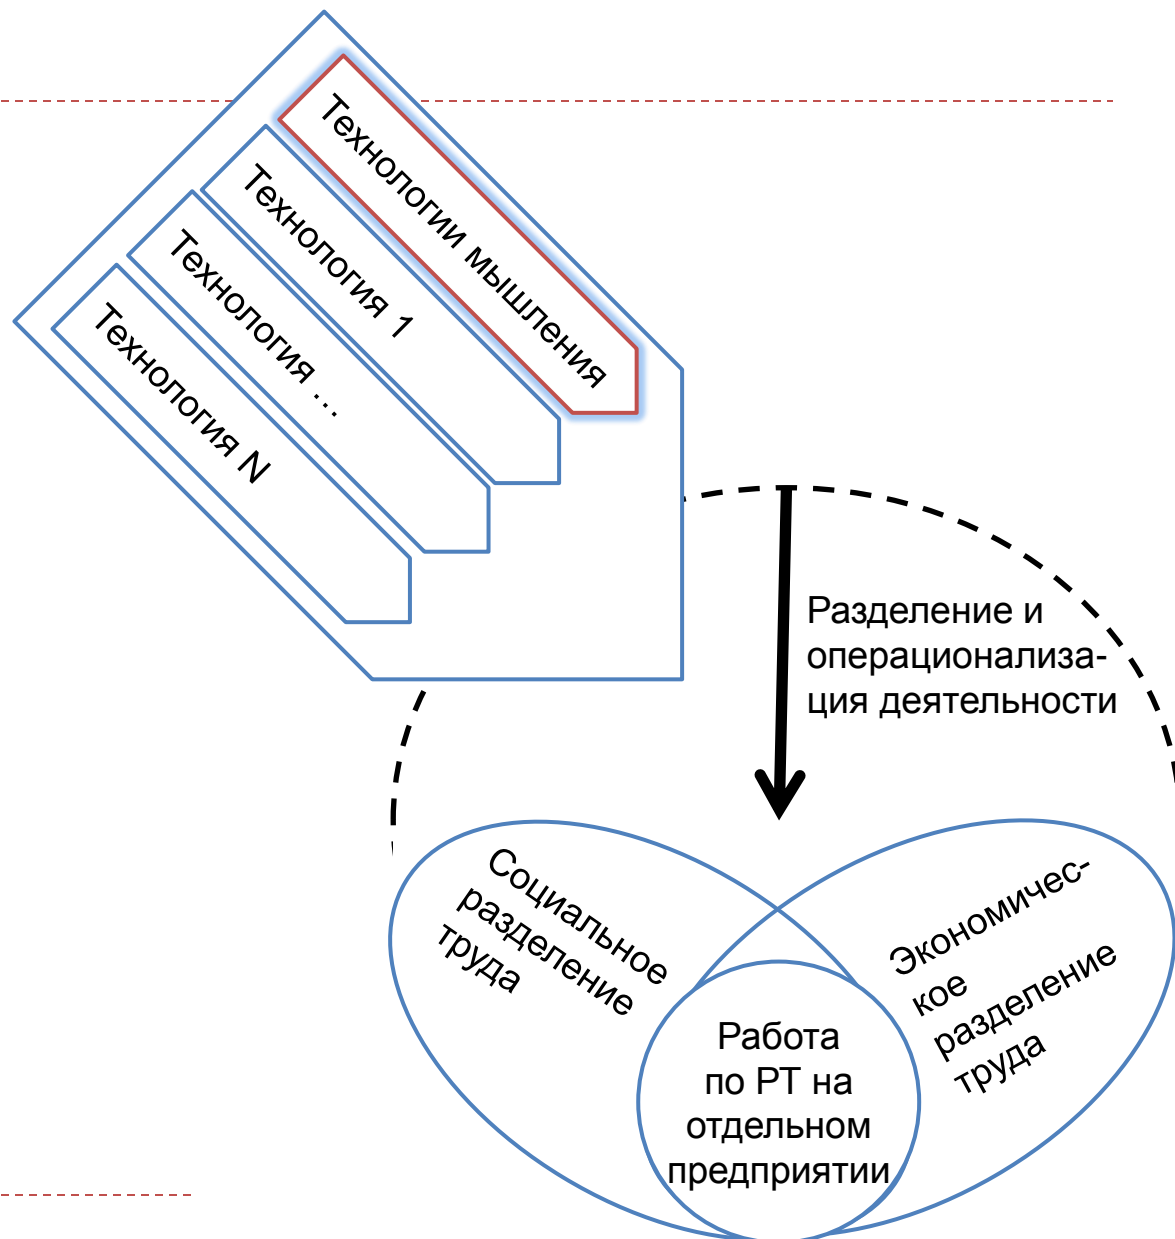 Технологии мышления
Технология 1
Технология ...
Технология N
Разделение и
операционализа-
ция деятельности
Социальное
разделение
труда
Экономичес-
кое
разделение
труда
Работа
по РТ на
отдельном
предприятии